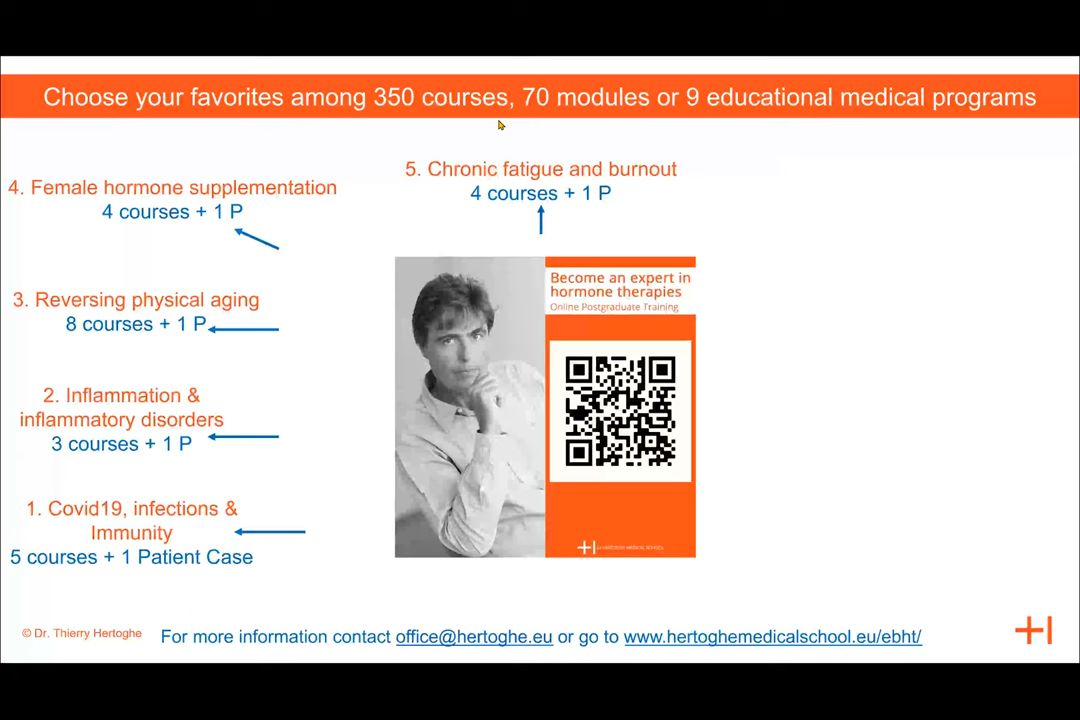 Choose your favorites among 350 courses, 70 modules or 9 educational medical programs
5. Chronic fatigue and burnout
4 courses + 1 P
4. Female hormone supplementation
4 courses + 1 P
3. Reversing physical aging
8 courses + 1 P
2. Inflammation &
inflammatory disorders
3 courses + 1 P
1. Covid19, infections &
Immunity
5 courses + 1 Patient Case
Become an expert in
hormone therapies
Online Postgraduate Training
HERTOGHE MEDICAL SCHOOL
© Dr. Thierry Hertoghe
For more information contact office@hertoghe.eu or go to www.hertoghemedicalschool.eu/ebht/